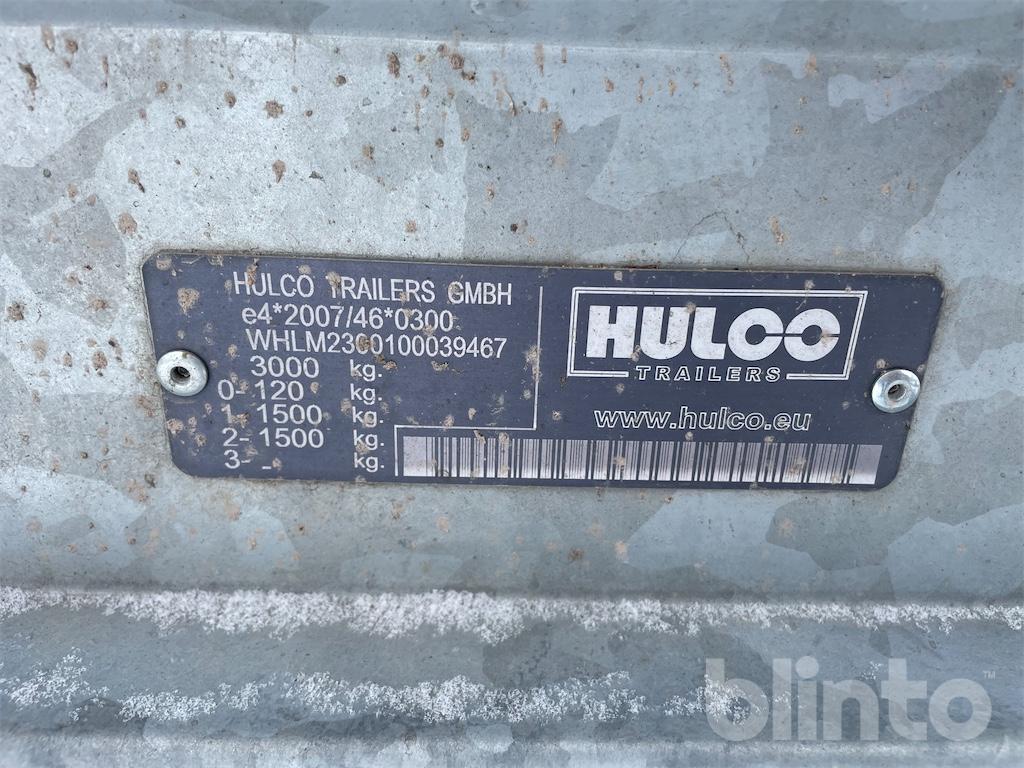 HULCO TRAILERS GMBH
e4*2007/46*0300
WHLM2300100039467
3000 kg.
0- 120 kg.
1- 1500 kg.
2- 1500 kg.
3- - kg.
HULCO
TRAILERS
www.hulco.eu
blinto™